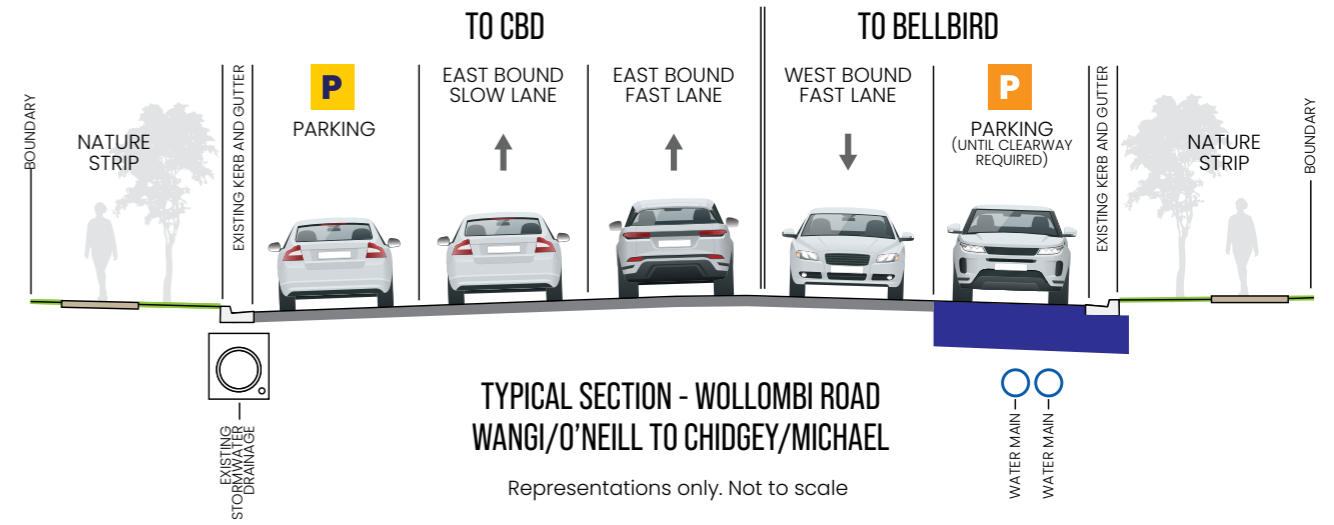 TO CBD
TO BELLBIRD
BOUNDARY
NATURE
STRIP
EXISTING KERB AND GUTTER
P
PARKING
EAST BOUND
SLOW LANE
EAST BOUND
FAST LANE
WEST BOUND
FAST LANE
P
PARKING
(UNTIL CLEARWAY
REQUIRED)
EXISTING KERB AND GUTTER
NATURE
STRIP
BOUNDARY
EXISTING
STORMWATER
DRAINAGE
WATER MAIN
WATER MAIN
TYPICAL SECTION - WOLLOMBI ROAD
WANGI/O'NEILL TO CHIDGEY/MICHAEL
Representations only. Not to scale